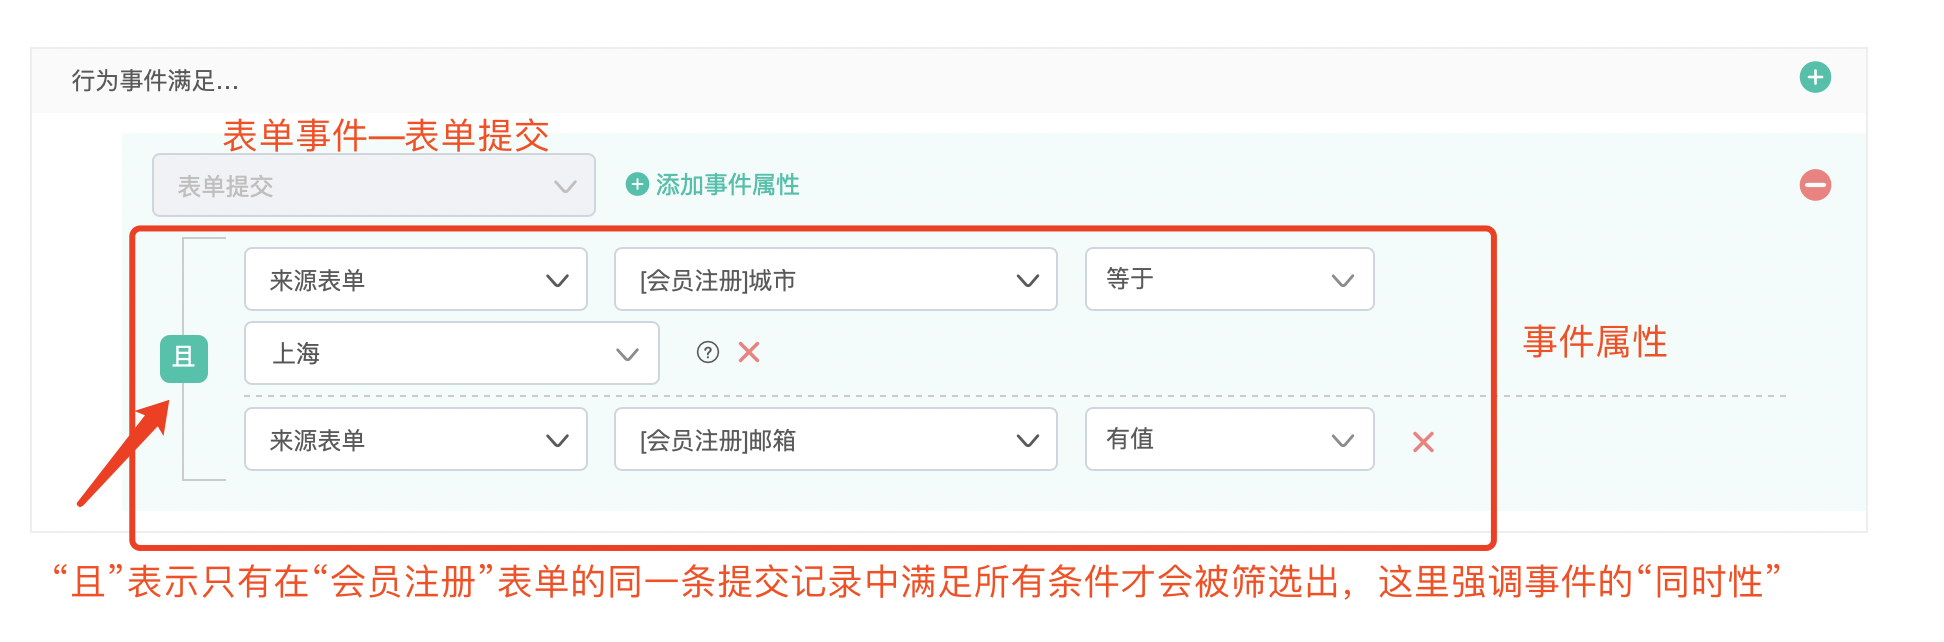 行为事件满足...
表单事件—表单提交
表单提交
添加事件属性
来源表单
[会员注册]城市
等于
且
上海
?
事件属性
来源表单
[会员注册]邮箱
有值
“且”表示只有在“会员注册”表单的同一条提交记录中满足所有条件才会被筛选出，这里强调事件的“同时性”